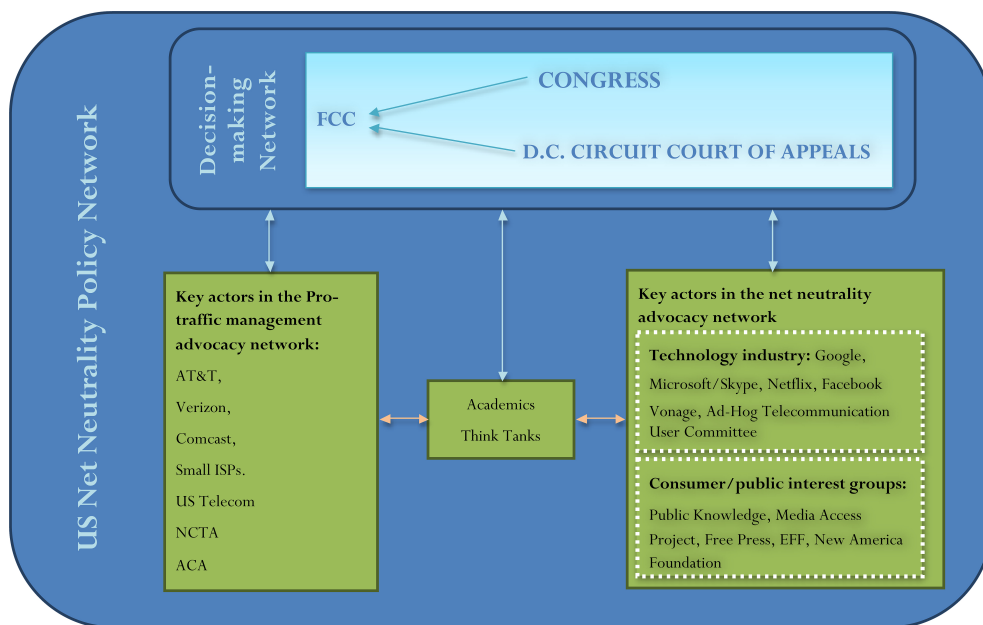 US Net Neutrality Policy Network
Decision-
making
Network
CONGRESS
FCC
D.C. CIRCUIT COURT OF APPEALS
Key actors in the Pro-
traffic management
advocacy network:
AT&T,
Verizon,
Comcast,
Small ISPs.
US Telecom
NCTA
ACA
Academics
Think Tanks
Key actors in the net neutrality
advocacy network
Technology industry: Google,
Microsoft/Skype, Netflix, Facebook
Vonage, Ad-Hog Telecommunication
User Committee
Consumer/public interest groups:
Public Knowledge, Media Access
Project, Free Press, EFF, New America
Foundation